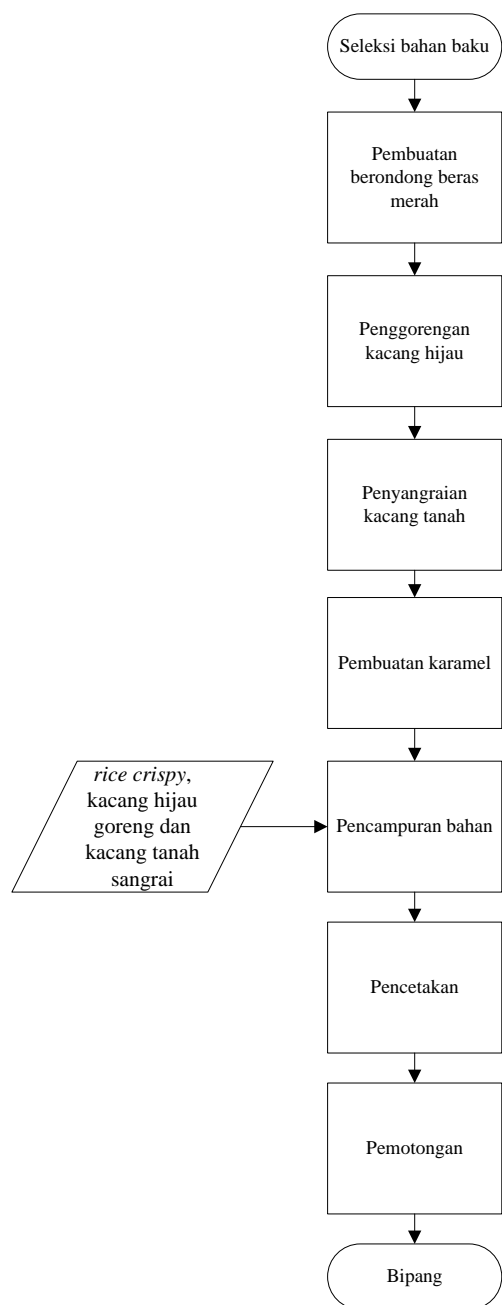 Seleksi bahan baku
Pembuatan
berondong beras
merah
Penggorengan
kacang hijau
Penyangraian
kacang tanah
Pembuatan karamel
rice crispy,
kacang hijau
goreng dan
kacang tanah
sangrai
Pencampuran bahan
Pencetakan
Pemotongan
Bipang